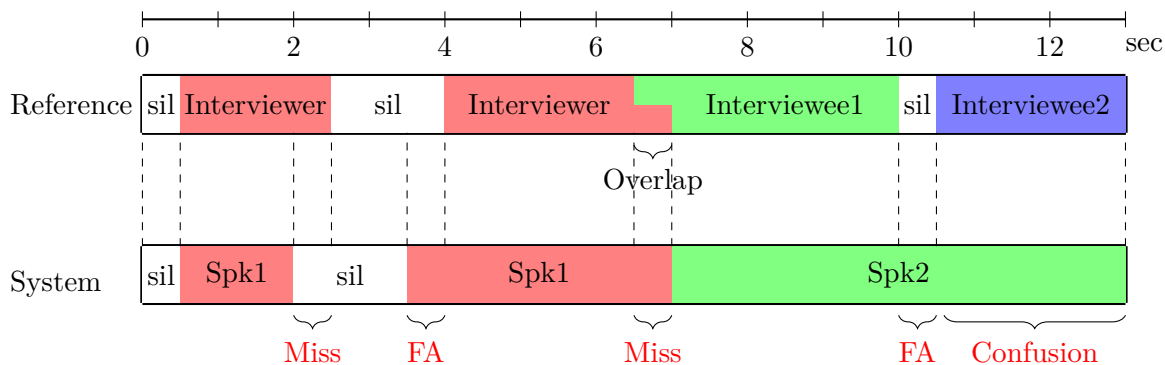 0 2 4 6 8 10 12 sec
Reference sil Interviewer sil Interviewer Interviewee1 sil Interviewee2
Overlap
System sil Spk1 sil Spk1 Spk2
Miss FA Miss FA Confusion